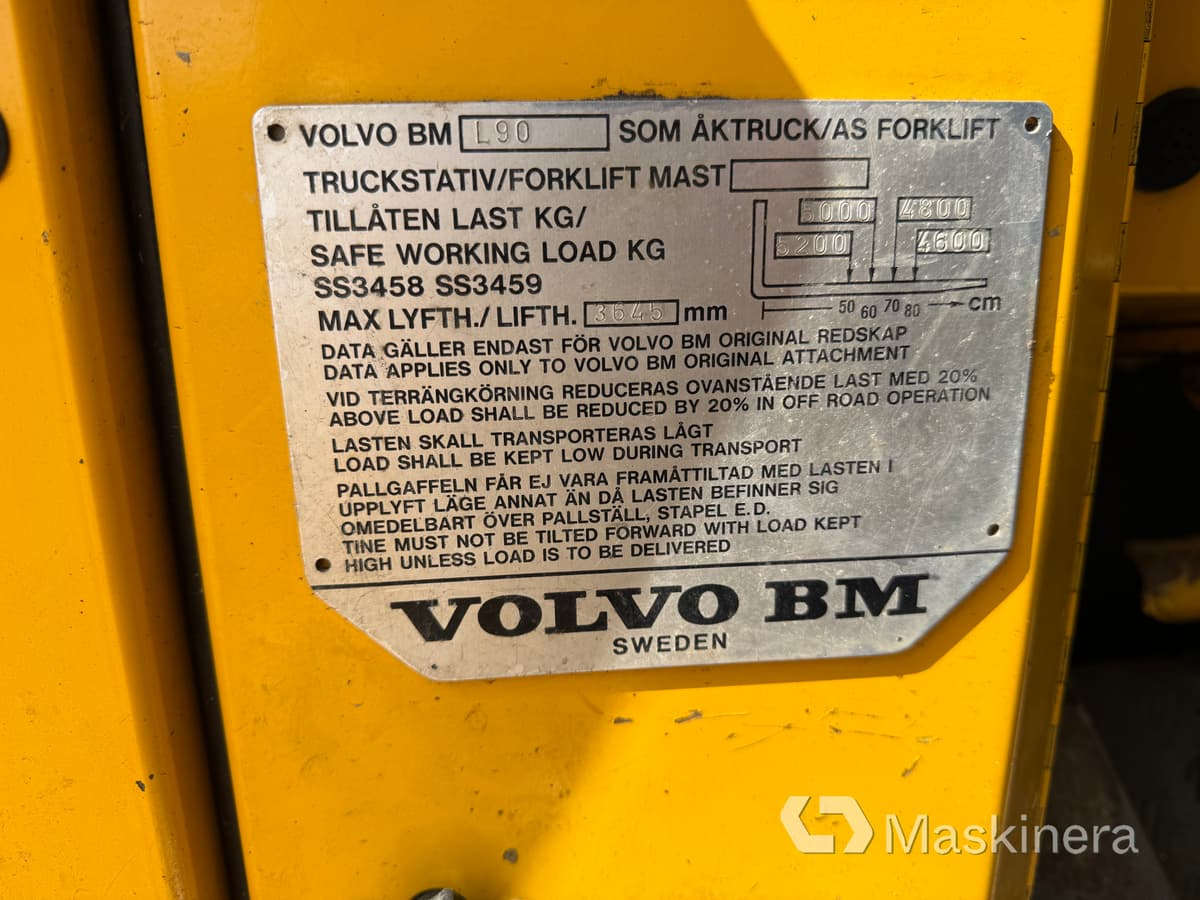 VOLVO BM L90 SOM ÅKTRUCK/AS FORKLIFT
TRUCKSTATIV/FORKLIFT MAST
TILLÅTEN LAST KG/
5000 4800
SAFE WORKING LOAD KG
5200 4600
SS3458 SS3459
50 60 70 80 cm
MAX LYFTH./LIFTH. 3645 mm
DATA GÄLLER ENDAST FÖR VOLVO BM ORIGINAL REDSKAP
DATA APPLIES ONLY TO VOLVO BM ORIGINAL ATTACHMENT
VID TERRÄNGKÖRNING REDUCERAS OVANSTÅENDE LAST MED 20%
ABOVE LOAD SHALL BE REDUCED BY 20% IN OFF ROAD OPERATION
LASTEN SKALL TRANSPORTERAS LÅGT
LOAD SHALL BE KEPT LOW DURING TRANSPORT
PALLGAFFELN FÅR EJ VARA FRAMÅTTILTAD MED LASTEN I
UPPLYFT LÄGE ANNAT ÄN DÅ LASTEN BEFINNER SIG
OMEDELBART ÖVER PALLSTÄLL, STAPEL E.D.
TINE MUST NOT BE TILTED FORWARD WITH LOAD KEPT
HIGH UNLESS LOAD IS TO BE DELIVERED
VOLVO BM
SWEDEN
Maskinera